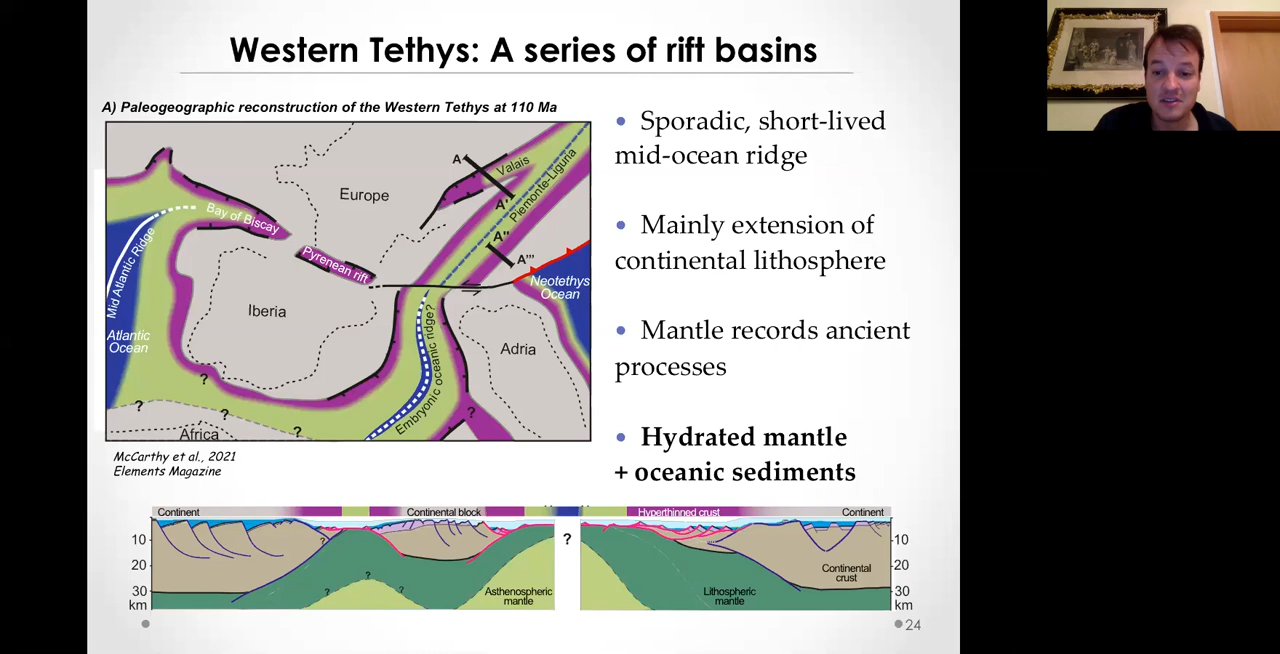 Western Tethys: A series of rift basins
A) Paleogeographic reconstruction of the Western Tethys at 110 Ma
Europe
A
Valais
A'
Piemonte-Liguria
A''
A'''
Bay of Biscay
Pyrenean rift
Mid Atlantic Ridge
Neotethys
Ocean
Iberia
Atlantic
Ocean
Embryonic oceanic ridge?
Adria
?
?
?
?
?
Africa
McCarthy et al., 2021
Elements Magazine
• Sporadic, short-lived
mid-ocean ridge
• Mainly extension of
continental lithosphere
• Mantle records ancient
processes
• Hydrated mantle
+ oceanic sediments
Continent
Continental block
Hyperthinned crust
Continent
10
20
30
km
?
?
?
?
?
Asthenospheric
mantle
Lithospheric
mantle
Continental
crust
10
20
30
km
24